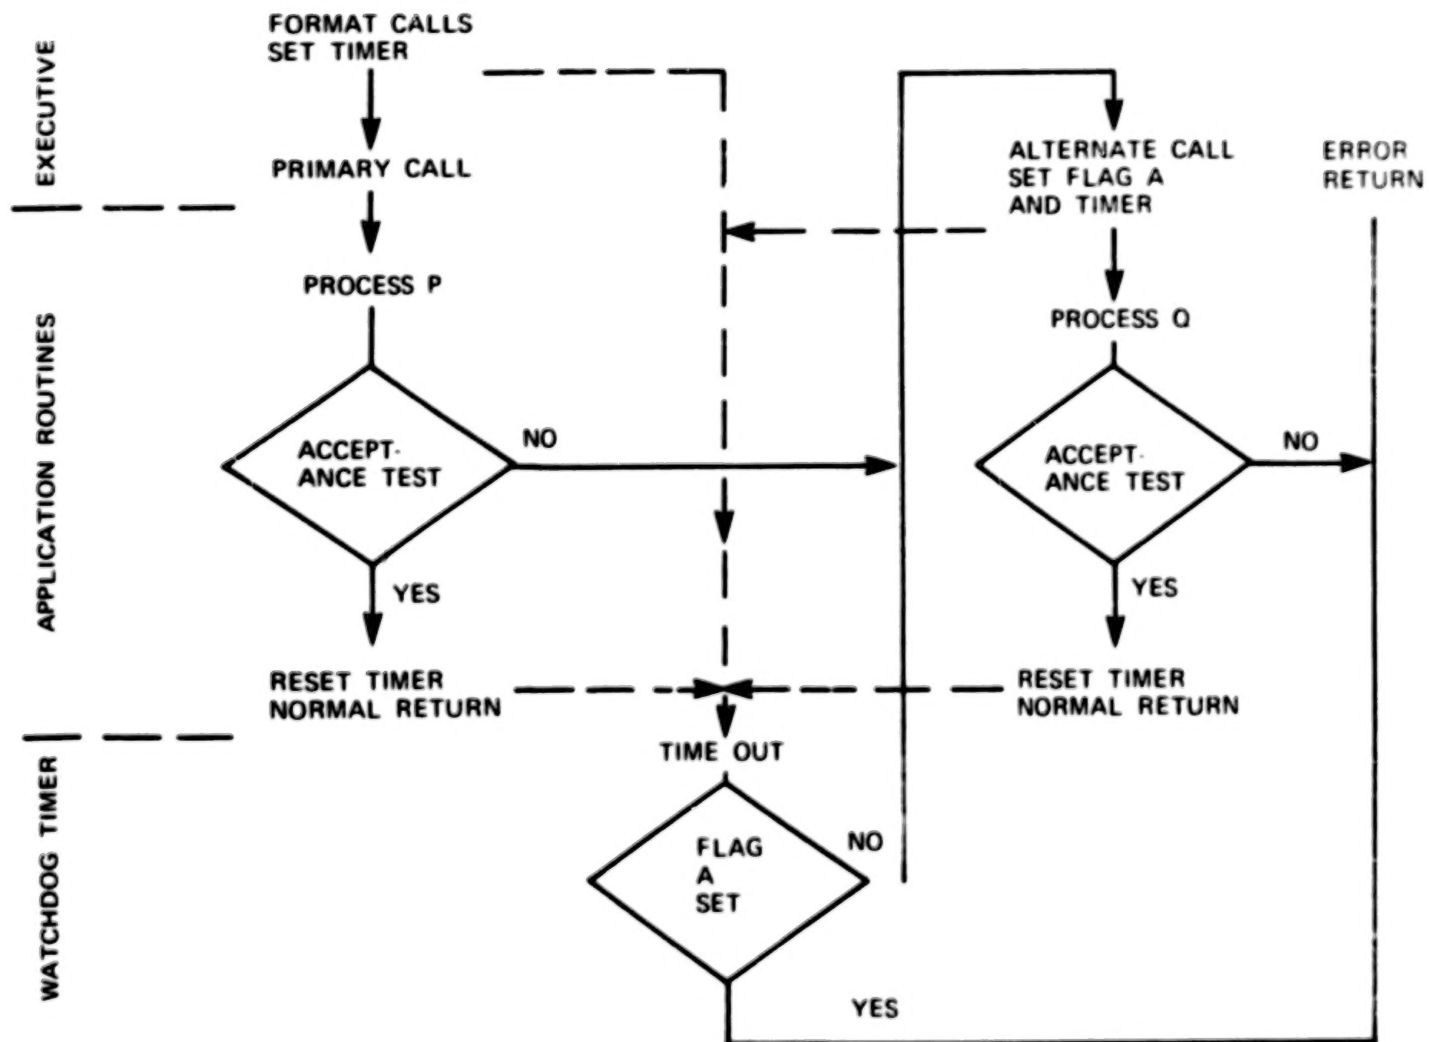 EXECUTIVE
FORMAT CALLS
SET TIMER
PRIMARY CALL
ALTERNATE CALL
SET FLAG A
AND TIMER
ERROR
RETURN
APPLICATION ROUTINES
PROCESS P
PROCESS Q
ACCEPT-
ANCE TEST
NO
ACCEPT-
ANCE TEST
NO
YES
YES
RESET TIMER
NORMAL RETURN
RESET TIMER
NORMAL RETURN
WATCHDOG TIMER
TIME OUT
FLAG
A
SET
NO
YES